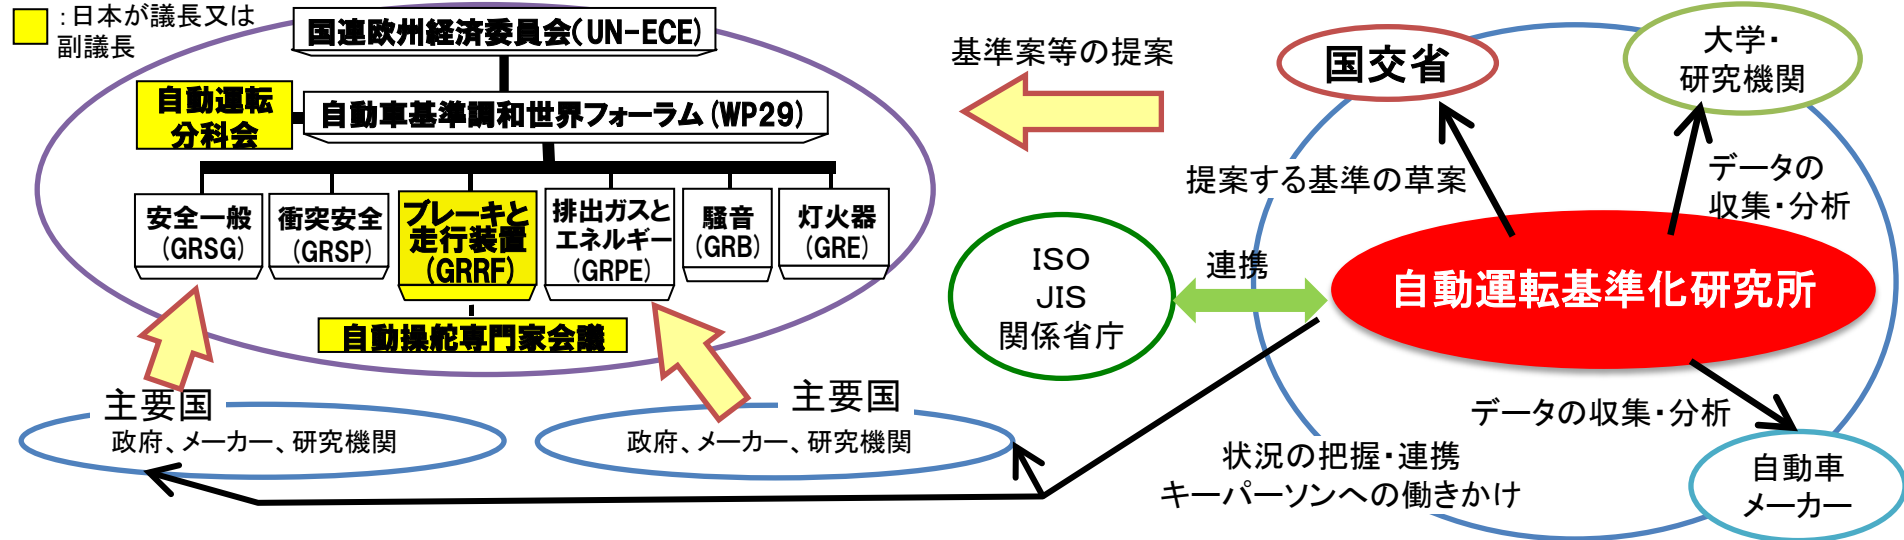 ：日本が議長又は
副議長
国連欧州経済委員会（UN-ECE）
自動運転
分科会
自動車基準調和世界フォーラム（WP29）
安全一般
（GRSG）
衝突安全
（GRSP）
ブレーキと
走行装置
（GRRF）
排出ガスと
エネルギー
（GRPE）
騒音
（GRB）
灯火器
（GRE）
自動操舵専門家会議
主要国
政府、メーカー、研究機関
主要国
政府、メーカー、研究機関
基準案等の提案
国交省
大学・
研究機関
提案する基準の草案
データの
収集・分析
ISO
JIS
関係省庁
連携
自動運転基準化研究所
データの収集・分析
状況の把握・連携
キーパーソンへの働きかけ
自動車
メーカー